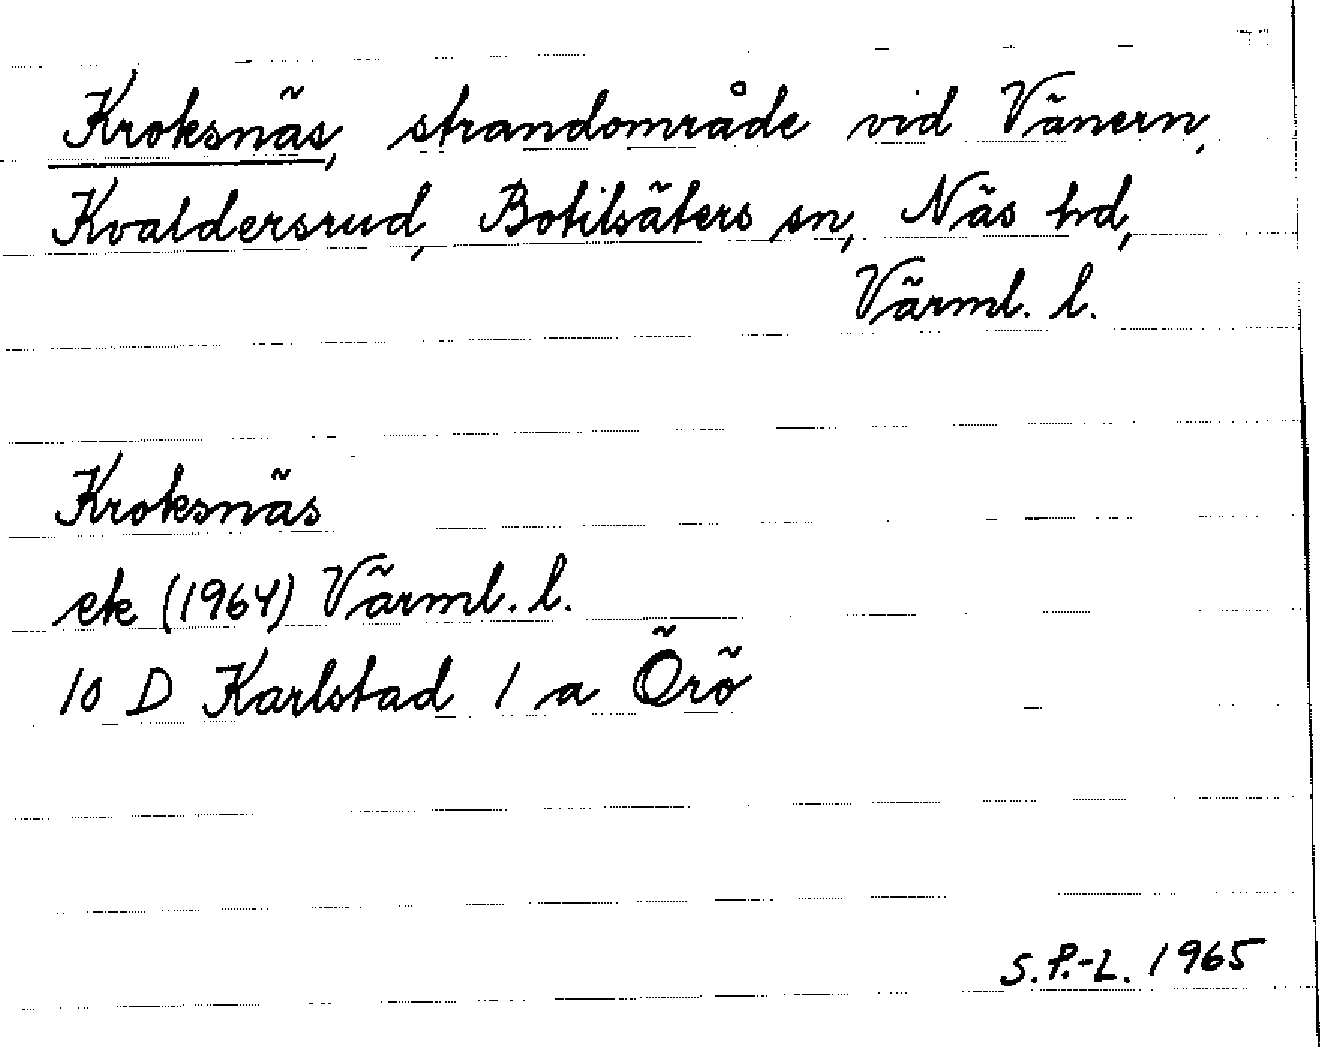 Kroksnäs, strandområde vid Vänern,
Kvaldersrud, Botilsäters sn, Näs hd,
Värml. l.
Kroksnäs
ek (1964) Värml. l.
10 D Karlstad 1 a Örö
S.P.-L. 1965